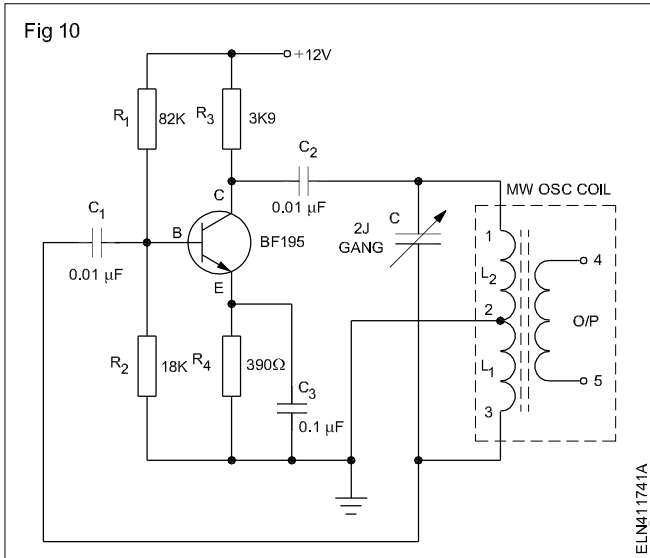 Fig 10
+12V
R1 82K
R3 3K9
C2
0.01 µF
MW OSC COIL
C
C1
0.01 µF
B
BF195
E
2J
GANG
C
1
L2
2
L1
3
4
O/P
5
R2 18K
R4 390Ω
C3
0.1 µF
ELN411741A